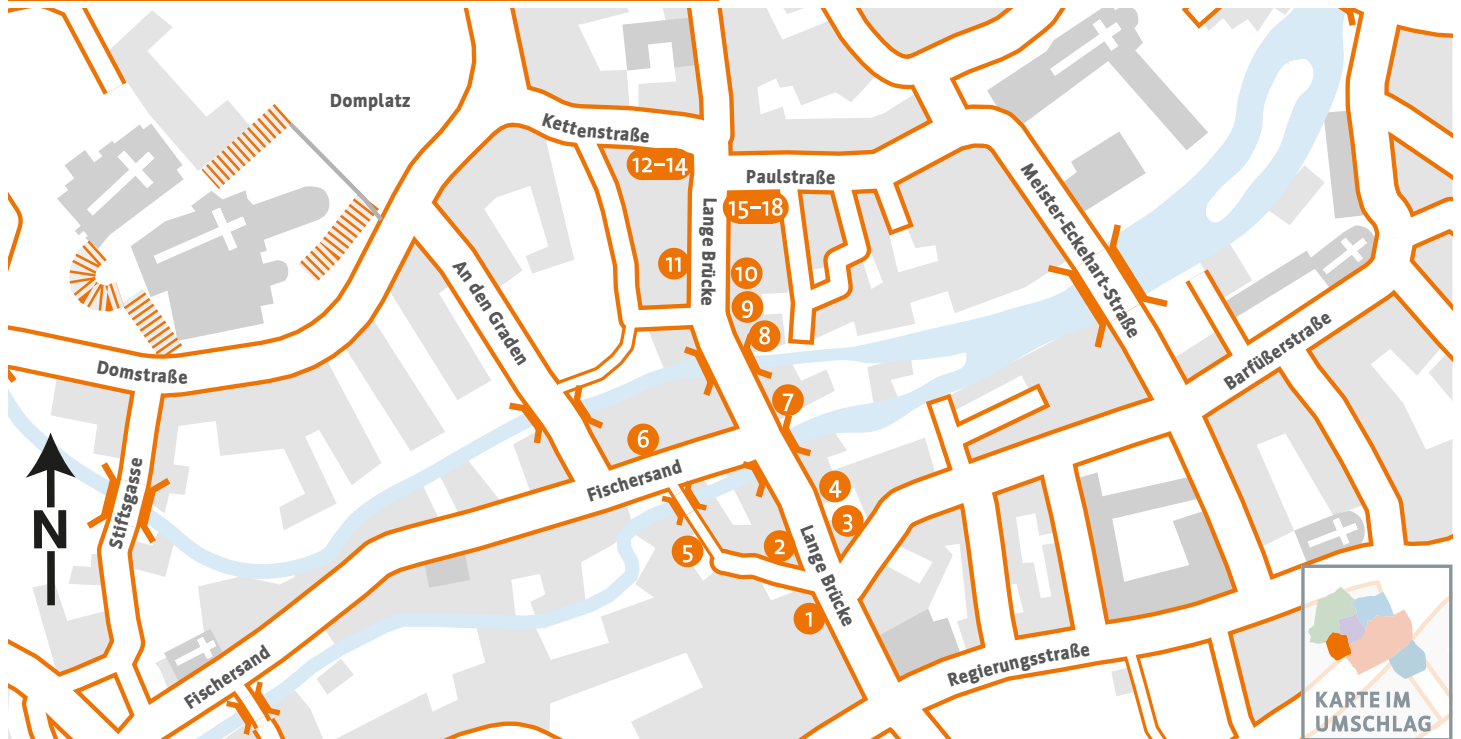 Domplatz
Kettenstraße
12–14
Paulstraße
15–18
Lange Brücke
Meister-Eckehart-Straße
11
10
9
8
An den Graden
Domstraße
7
Barfüßerstraße
6
Fischersand
4
3
Stiftsgasse
N
5
2
Lange Brücke
1
Fischersand
Regierungsstraße
KARTE IM
UMSCHLAG